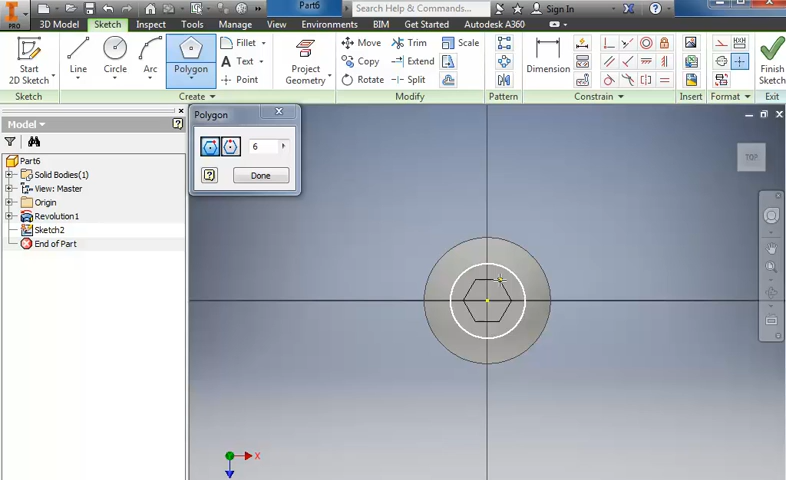 Part6
Search Help & Commands...
Sign In
PRO
3D Model
Sketch
Inspect
Tools
Manage
View
Environments
BIM
Get Started
Autodesk A360
Start
2D Sketch
Line
Circle
Arc
Polygon
Fillet
Text
Point
Project
Geometry
Move
Copy
Rotate
Trim
Extend
Split
Scale
Dimension
Finish
Sketch
Sketch
Create
Modify
Pattern
Constrain
Insert
Format
Exit
Model
Part6
Solid Bodies(1)
View: Master
Origin
Revolution1
Sketch2
End of Part
Polygon
6
Done
TOP
X